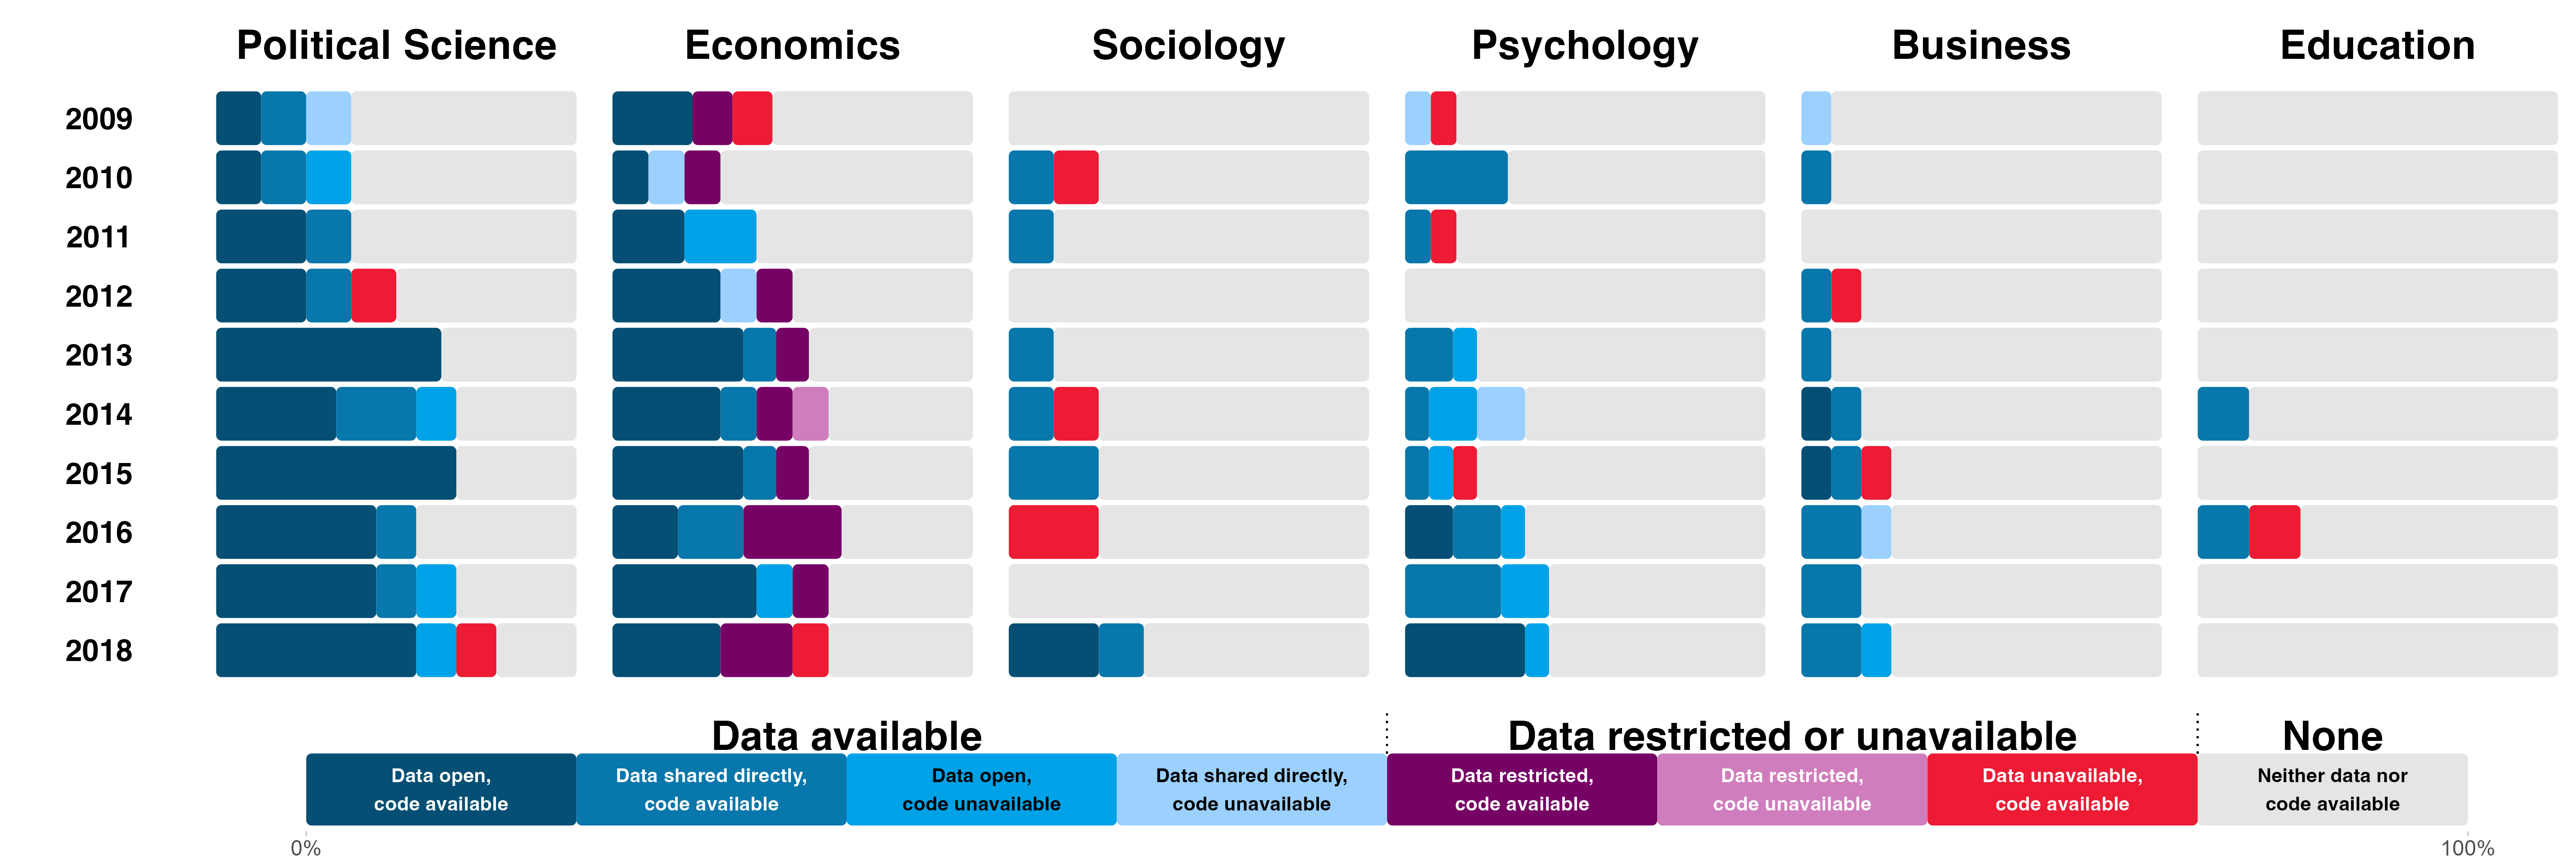 Political Science Economics Sociology Psychology Business Education
2009
2010
2011
2012
2013
2014
2015
2016
2017
2018
Data available Data restricted or unavailable None
Data open, Data shared directly, Data open, Data shared directly, Data restricted, Data restricted, Data unavailable, Neither data nor
code available code available code unavailable code unavailable code available code unavailable code available code available
0% 100%